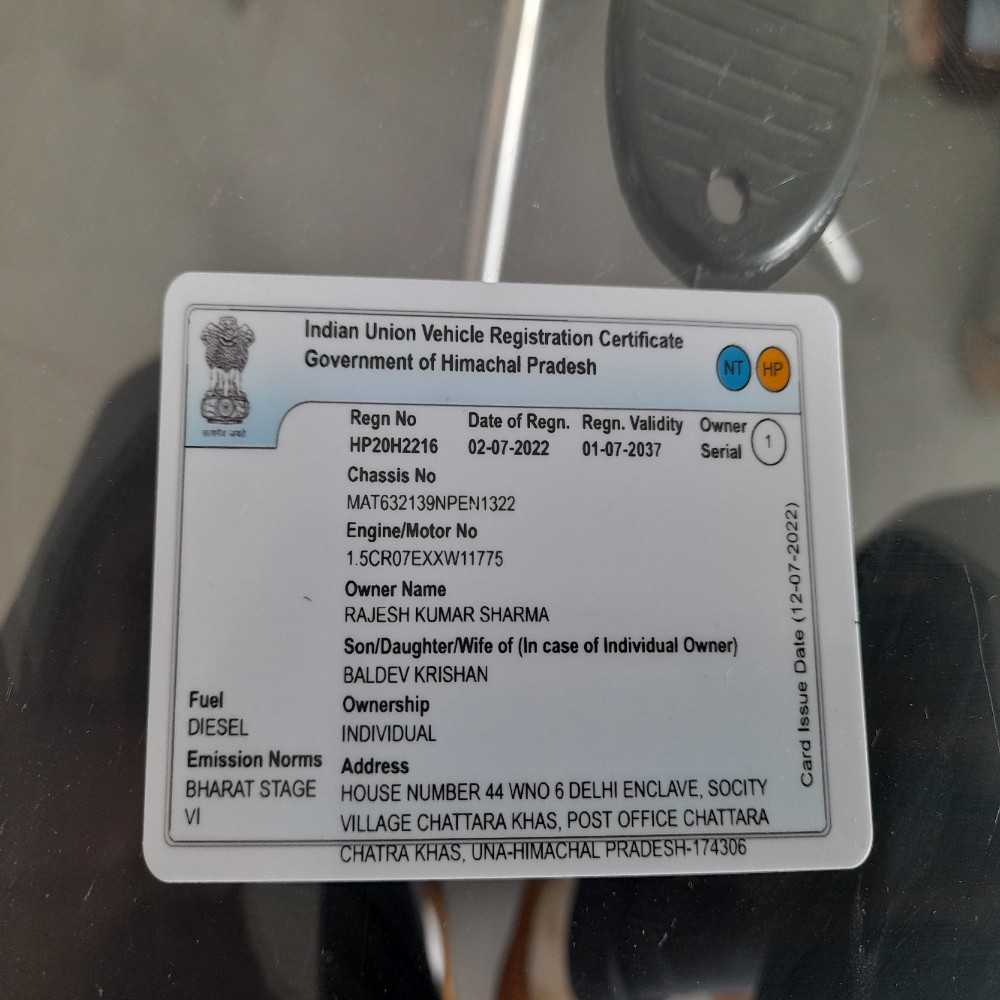 Indian Union Vehicle Registration Certificate
Government of Himachal Pradesh
NT HP
सत्यमेव जयते
Regn No Date of Regn. Regn. Validity Owner Serial 1
HP20H2216 02-07-2022 01-07-2037
Chassis No
MAT632139NPEN1322
Engine/Motor No
1.5CR07EXXW11775
Owner Name
RAJESH KUMAR SHARMA
Son/Daughter/Wife of (In case of Individual Owner)
BALDEV KRISHAN
Fuel
DIESEL
Ownership
INDIVIDUAL
Emission Norms
BHARAT STAGE
VI
Address
HOUSE NUMBER 44 WNO 6 DELHI ENCLAVE, SOCITY
VILLAGE CHATTARA KHAS, POST OFFICE CHATTARA
CHATRA KHAS, UNA-HIMACHAL PRADESH-174306
Card Issue Date (12-07-2022)